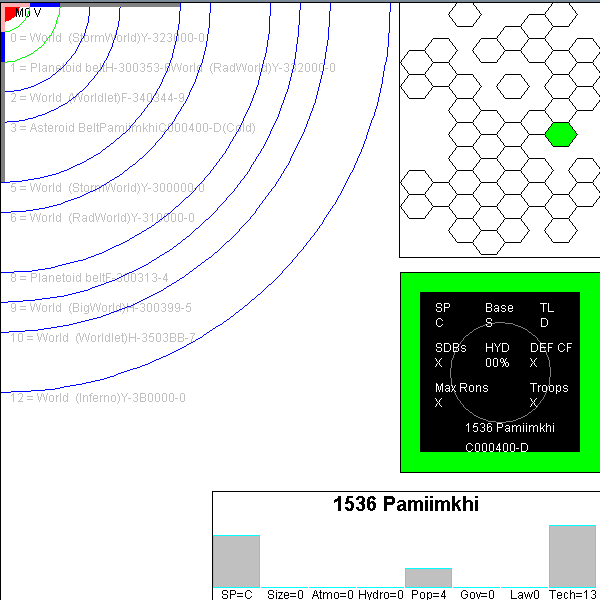 M0 V
0 = World (StormWorld)Y-323000-0
1 = Planetoid beltH-300353-6World (RadWorld)Y-332000-0
2 = World (Worldlet)F-340344-9
3 = Asteroid BeltPamiimkhiC000400-D(Cold)
5 = World (StormWorld)Y-300000-0
6 = World (RadWorld)Y-310000-0
8 = Planetoid beltF-300313-4
9 = World (BigWorld)H-300399-5
10 = World (Worldlet)H-3503BB-7
12 = World (Inferno)Y-3B0000-0
SP Base TL
C S D
SDBs HYD DEF CF
X 00% X
Max Rons Troops
X X
1536 Pamiimkhi
C000400-D
1536 Pamiimkhi
SP=C Size=0 Atmo=0 Hydro=0 Pop=4 Gov=0 Law0 Tech=13